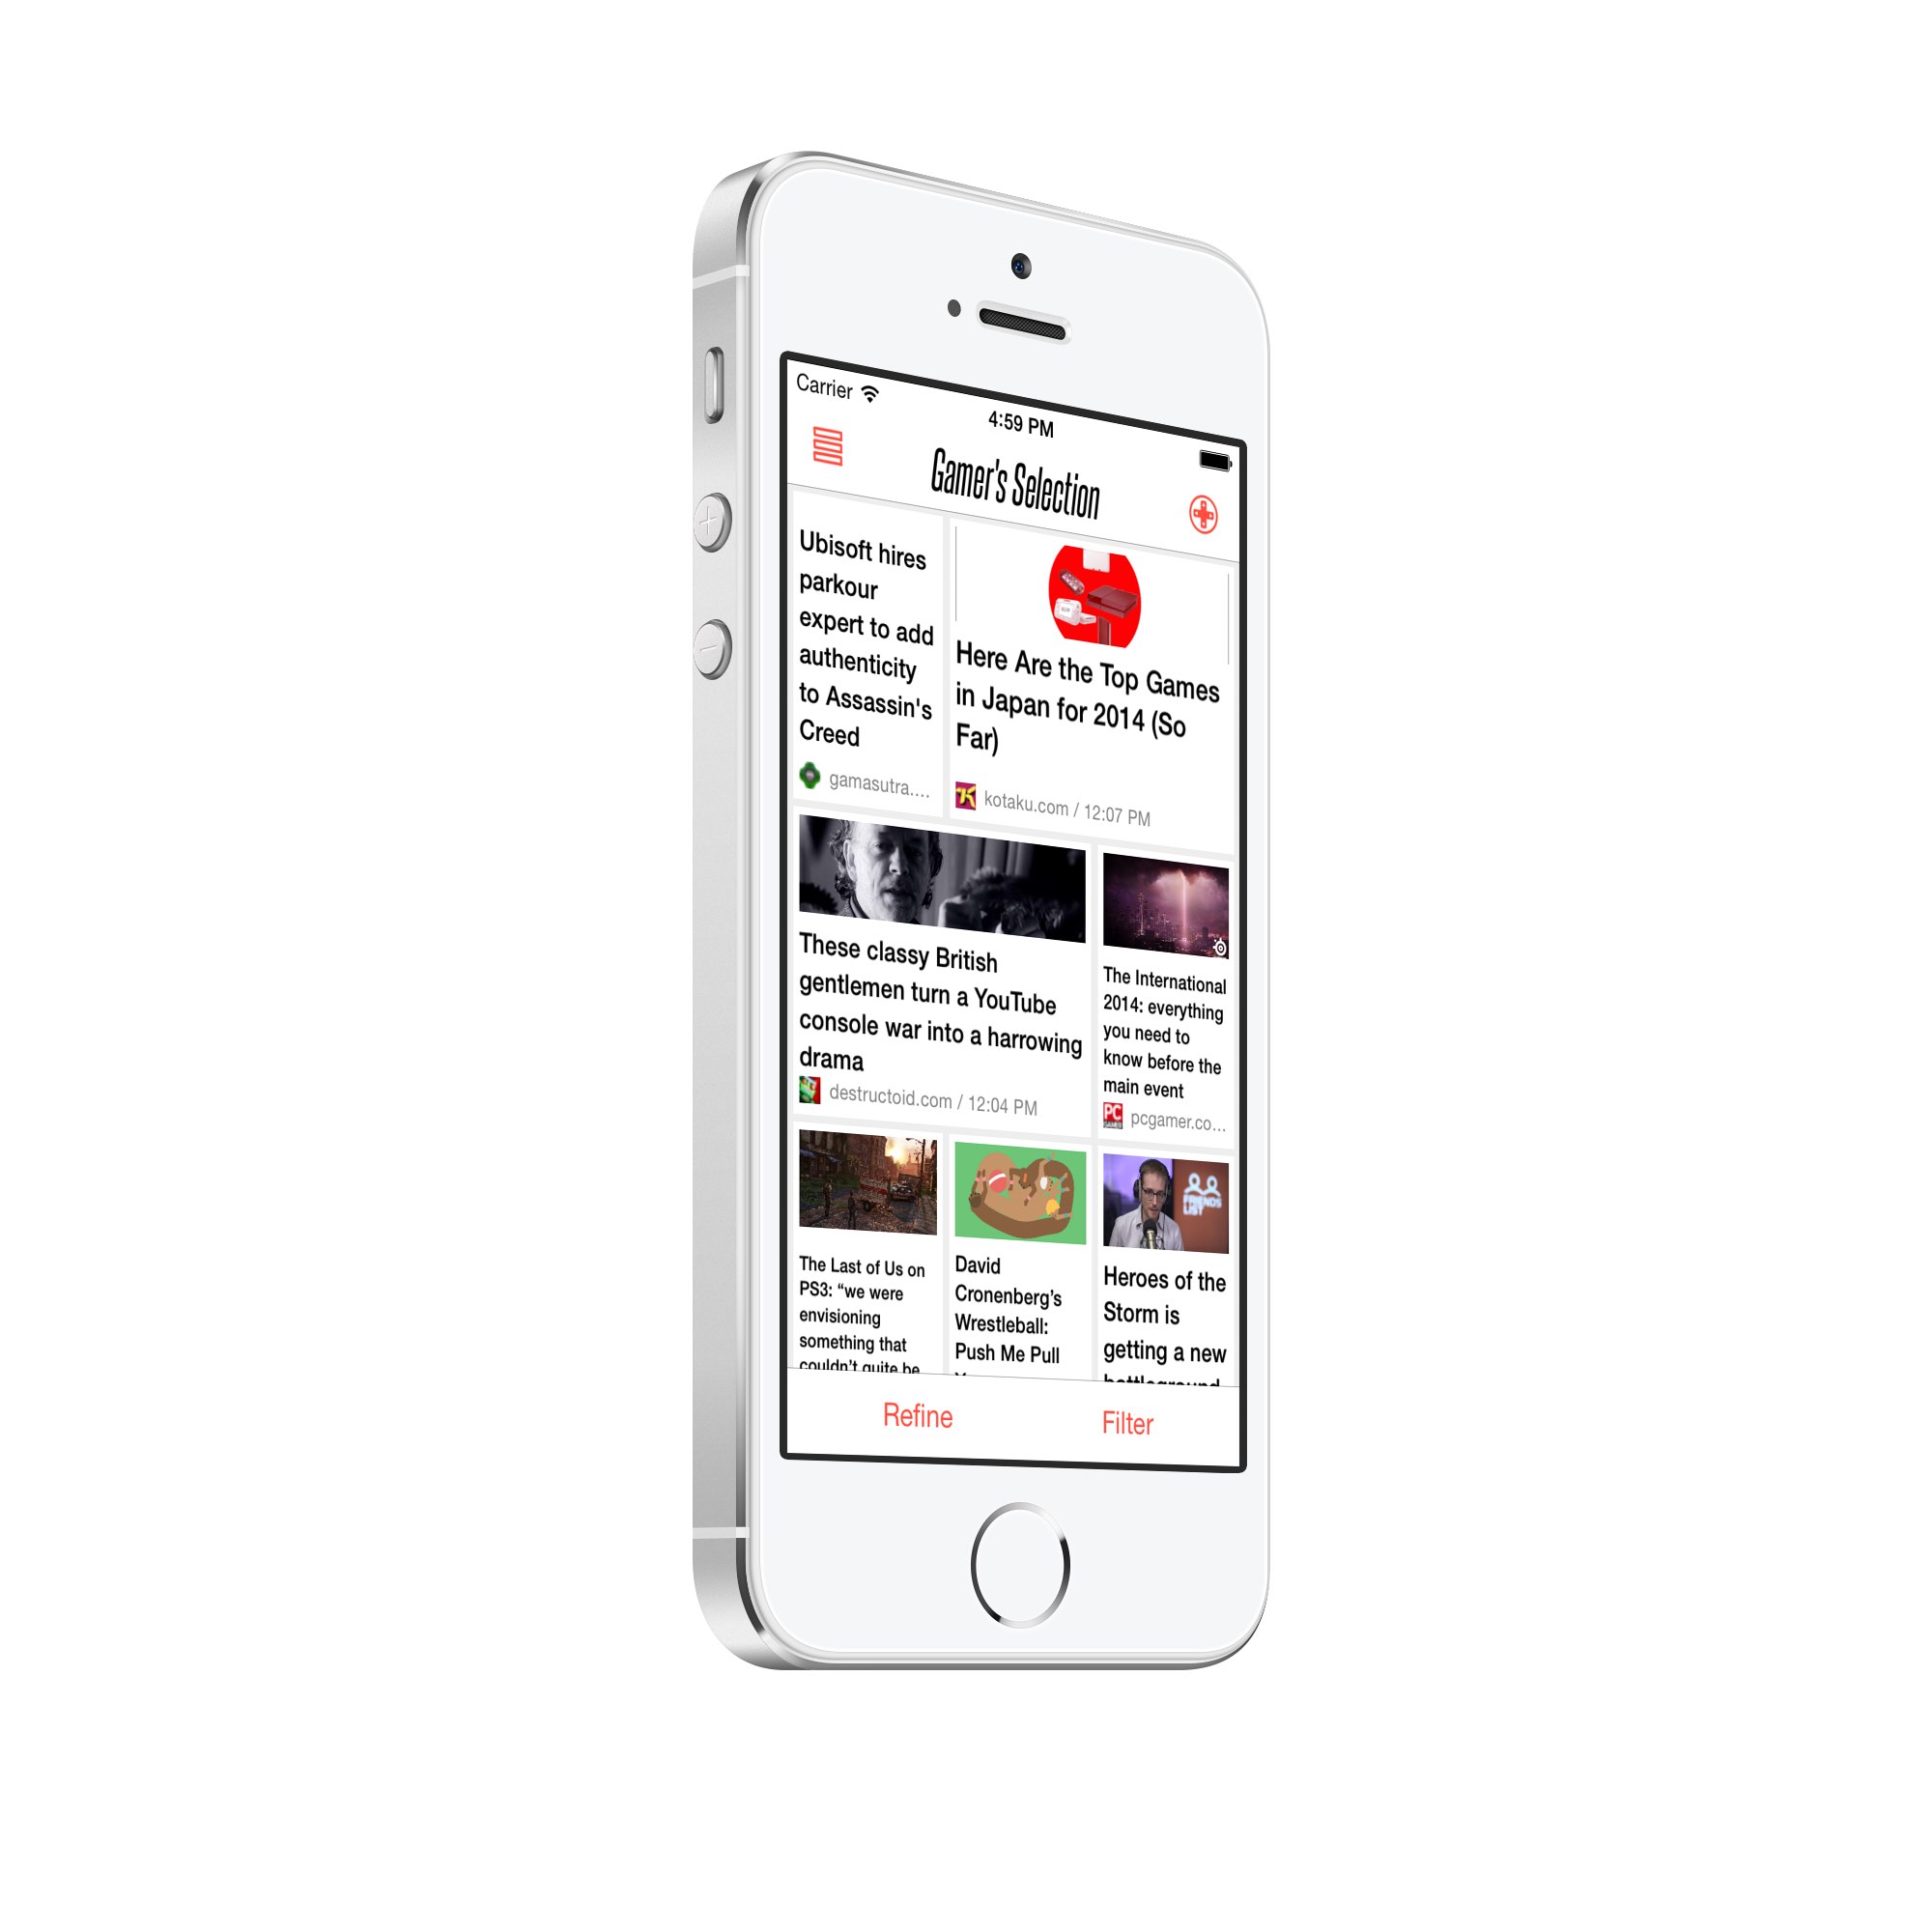 Carrier
4:59 PM
Gamer's Selection
Ubisoft hires
parkour
expert to add
authenticity
to Assassin's
Creed
gamasutra....
Here Are the Top Games
in Japan for 2014 (So
Far)
kotaku.com / 12:07 PM
These classy British
gentlemen turn a YouTube
console war into a harrowing
drama
destructoid.com / 12:04 PM
The International
2014: everything
you need to
know before the
main event
PC
pcgamer.co...
The Last of Us on
PS3: “we were
envisioning
something that
couldn’t quite be
David
Cronenberg’s
Wrestleball:
Push Me Pull
FRIENDS
LIST
Heroes of the
Storm is
getting a new
battleground
Refine
Filter